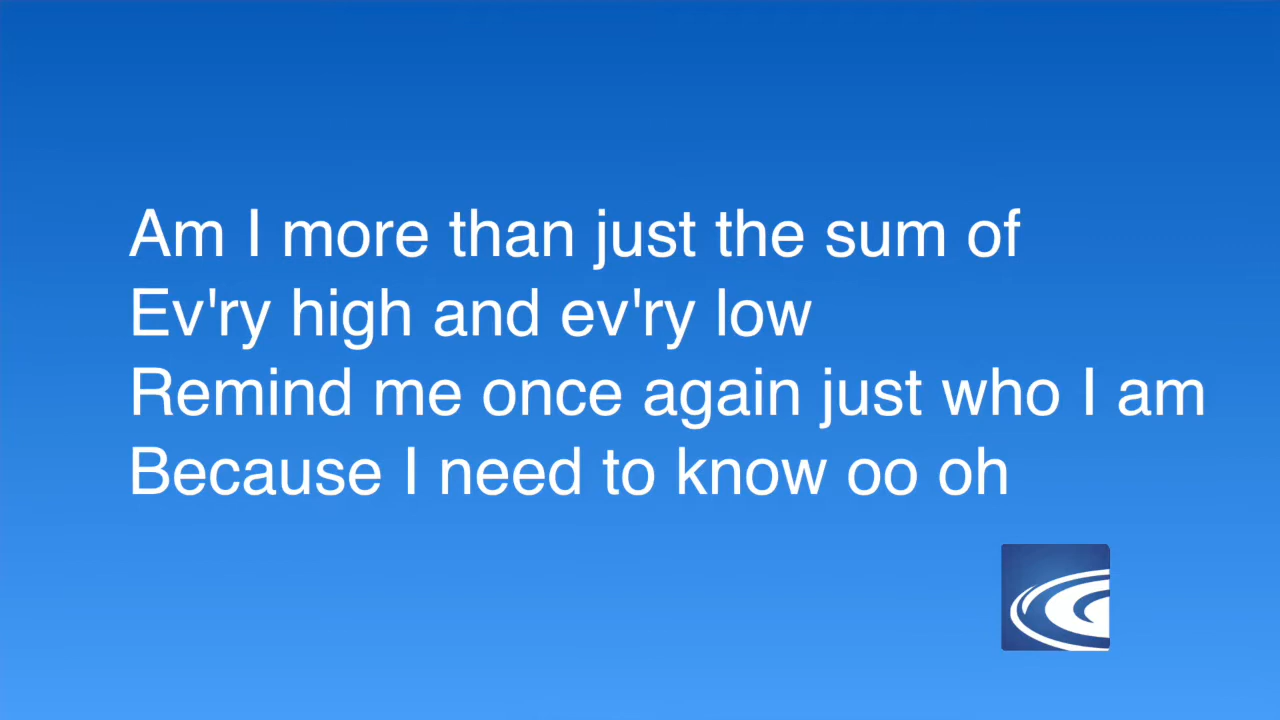 Am I more than just the sum of
Ev'ry high and ev'ry low
Remind me once again just who I am
Because I need to know oo oh